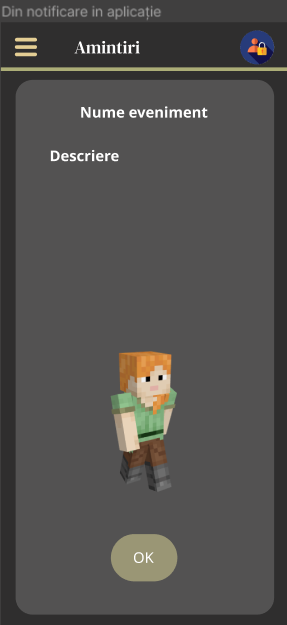 Din notificare in aplicație
Amintiri
Nume eveniment
Descriere
OK